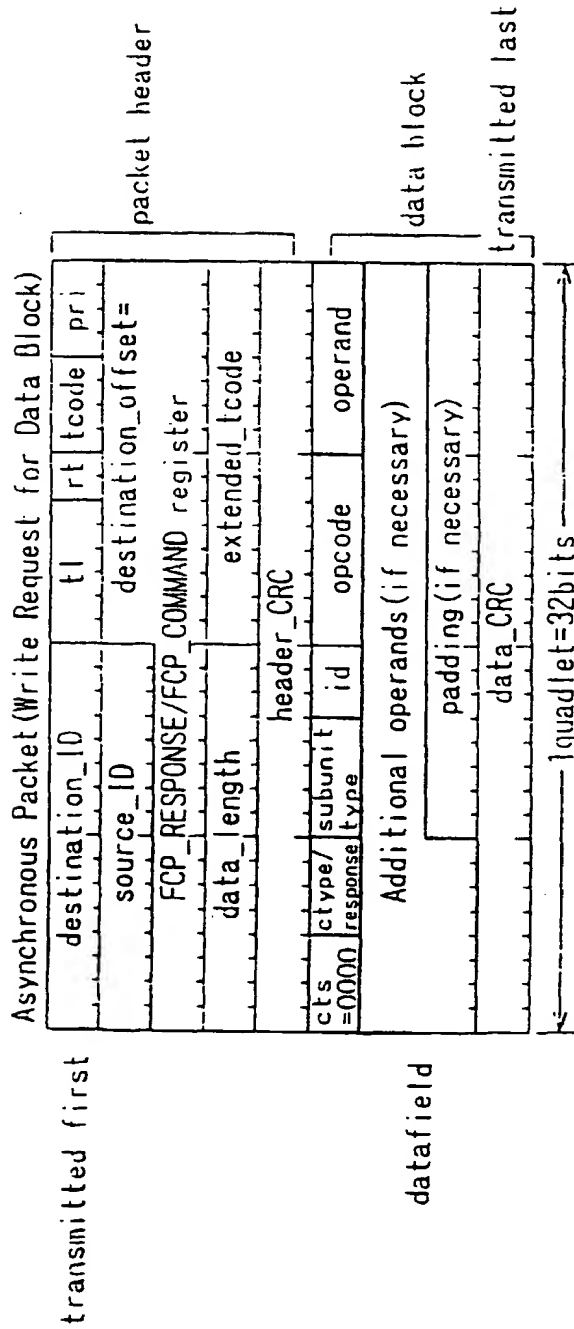 Asynchronous Packet(Write Request for Data Block)
transmitted first
destination_ID tl rt tcode pri
source_ID destination_offset=
FCP_RESPONSE/FCP_COMMAND register
data_length extended_tcode
header_CRC
packet header
cts =0000 ctype/ response subunit type id opcode operand
Additional operands(if necessary)
datafield
padding(if necessary)
data_CRC
data block
transmitted last
1quadlet=32bits